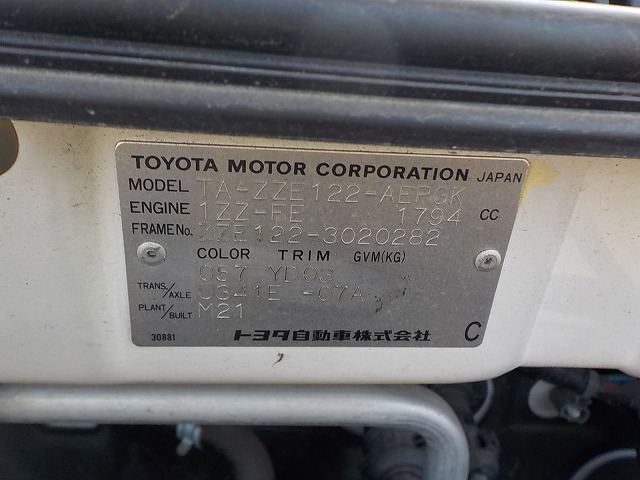 TOYOTA MOTOR CORPORATION JAPAN
MODEL TA-ZZE122-AEPGK
ENGINE 1ZZ-FE 1794 CC
FRAME No. ZZE122-3020282
COLOR TRIM GVM(KG)
YD03
TRANS./AXLE U341E -07A
PLANT/BUILT M21
30881 トヨタ自動車株式会社 C